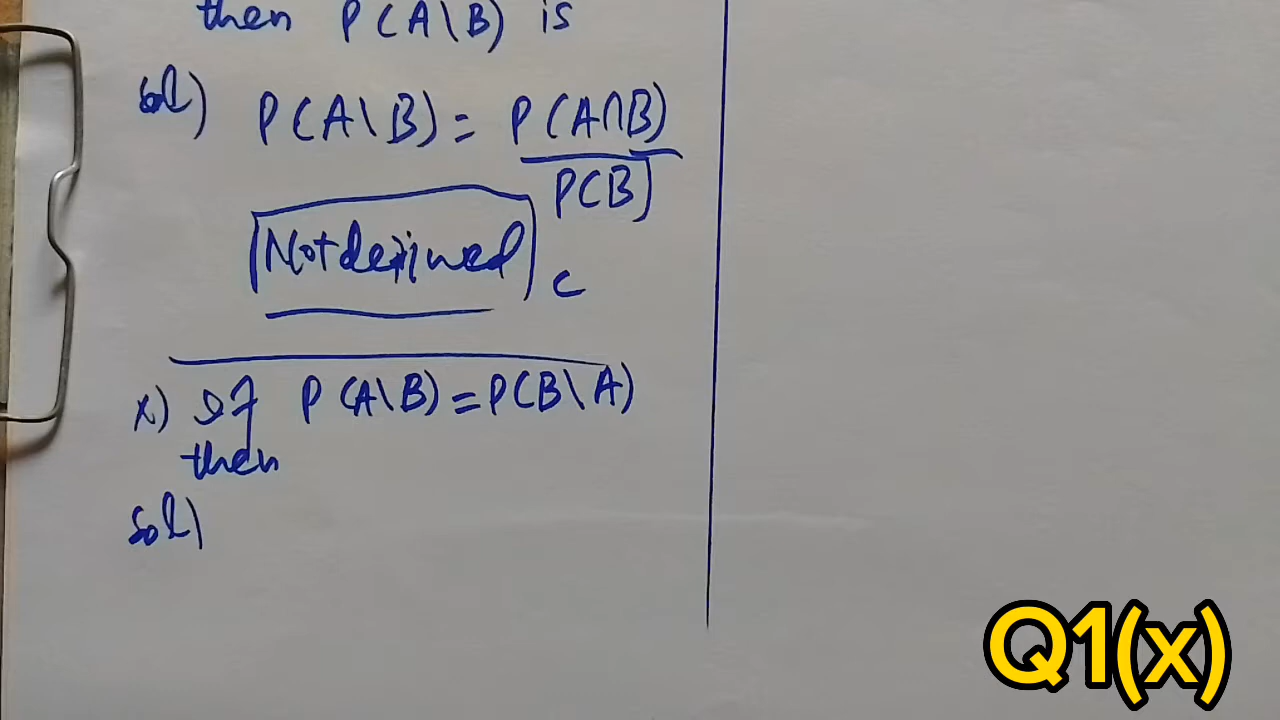 then P(A\B) is
Sol) P(A\B) = P(A∩B)
P(B)
Not defined c
x) If P(A\B) = P(B\A)
then
Sol)
Q1(x)